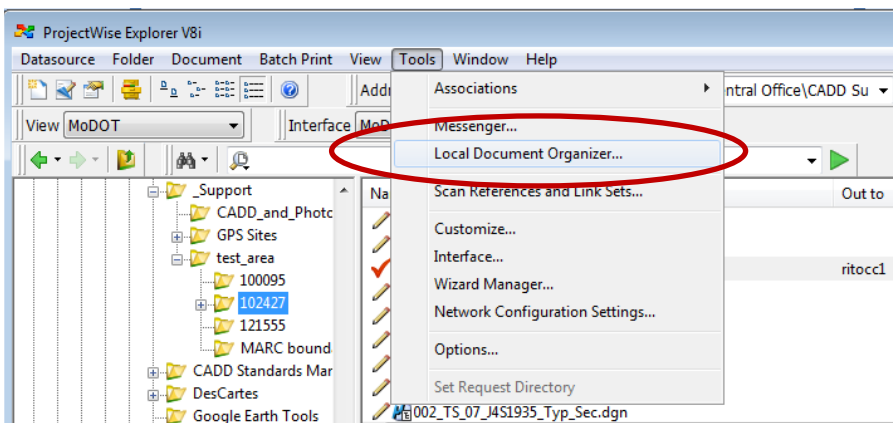 ProjectWise Explorer V8i
Datasource Folder Document Batch Print View Tools Window Help
Addr
ntral Office\CADD Su
View MoDOT
Interface MoD
Associations
Messenger...
Local Document Organizer...
Scan References and Link Sets...
Customize...
Interface...
Wizard Manager...
Network Configuration Settings...
Options...
Set Request Directory
_Support
CADD_and_Photc
GPS Sites
test_area
100095
102427
121555
MARC bound
CADD Standards Mar
DesCartes
Google Earth Tools
Na
Out to
ritocc1
002_TS_07_J4S1935_Typ_Sec.dgn